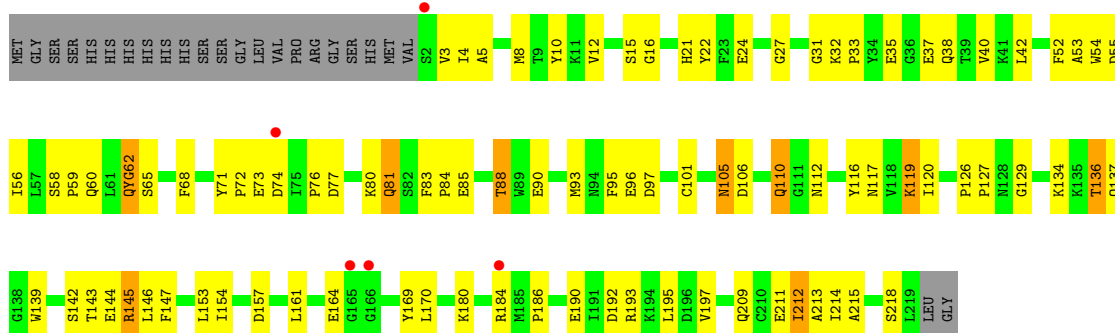 MET GLY SER SER HIS HIS HIS HIS HIS HIS SER SER GLY LEU VAL PRO ARG GLY SER HIS MET VAL S2 V3 I4 A5 M8 T9 Y10 K11 V12 S15 G16 H21 Y22 F23 E24 G27 G31 K32 P33 Y34 E35 G36 E37 Q38 T39 V40 K41 L42 F52 A53 W54 D55
I56 L57 S58 P59 Q60 L61 QYG62 S65 F68 Y71 P72 E73 D74 I75 P76 D77 K80 Q81 S82 F83 P84 E85 T88 W89 E90 M93 N94 F95 E96 D97 C101 N105 D106 Q110 G111 N112 Y116 N117 V118 K119 I120 P126 P127 N128 G129 K134 K135 T136 Q137
G138 W139 S142 T143 E144 R145 L146 F147 L153 I154 D157 L161 E164 G165 G166 Y169 L170 K180 R184 M185 P186 E190 I191 D192 R193 K194 L195 D196 V197 Q209 C210 E211 I212 A213 I214 A215 S218 L219 LEU GLY